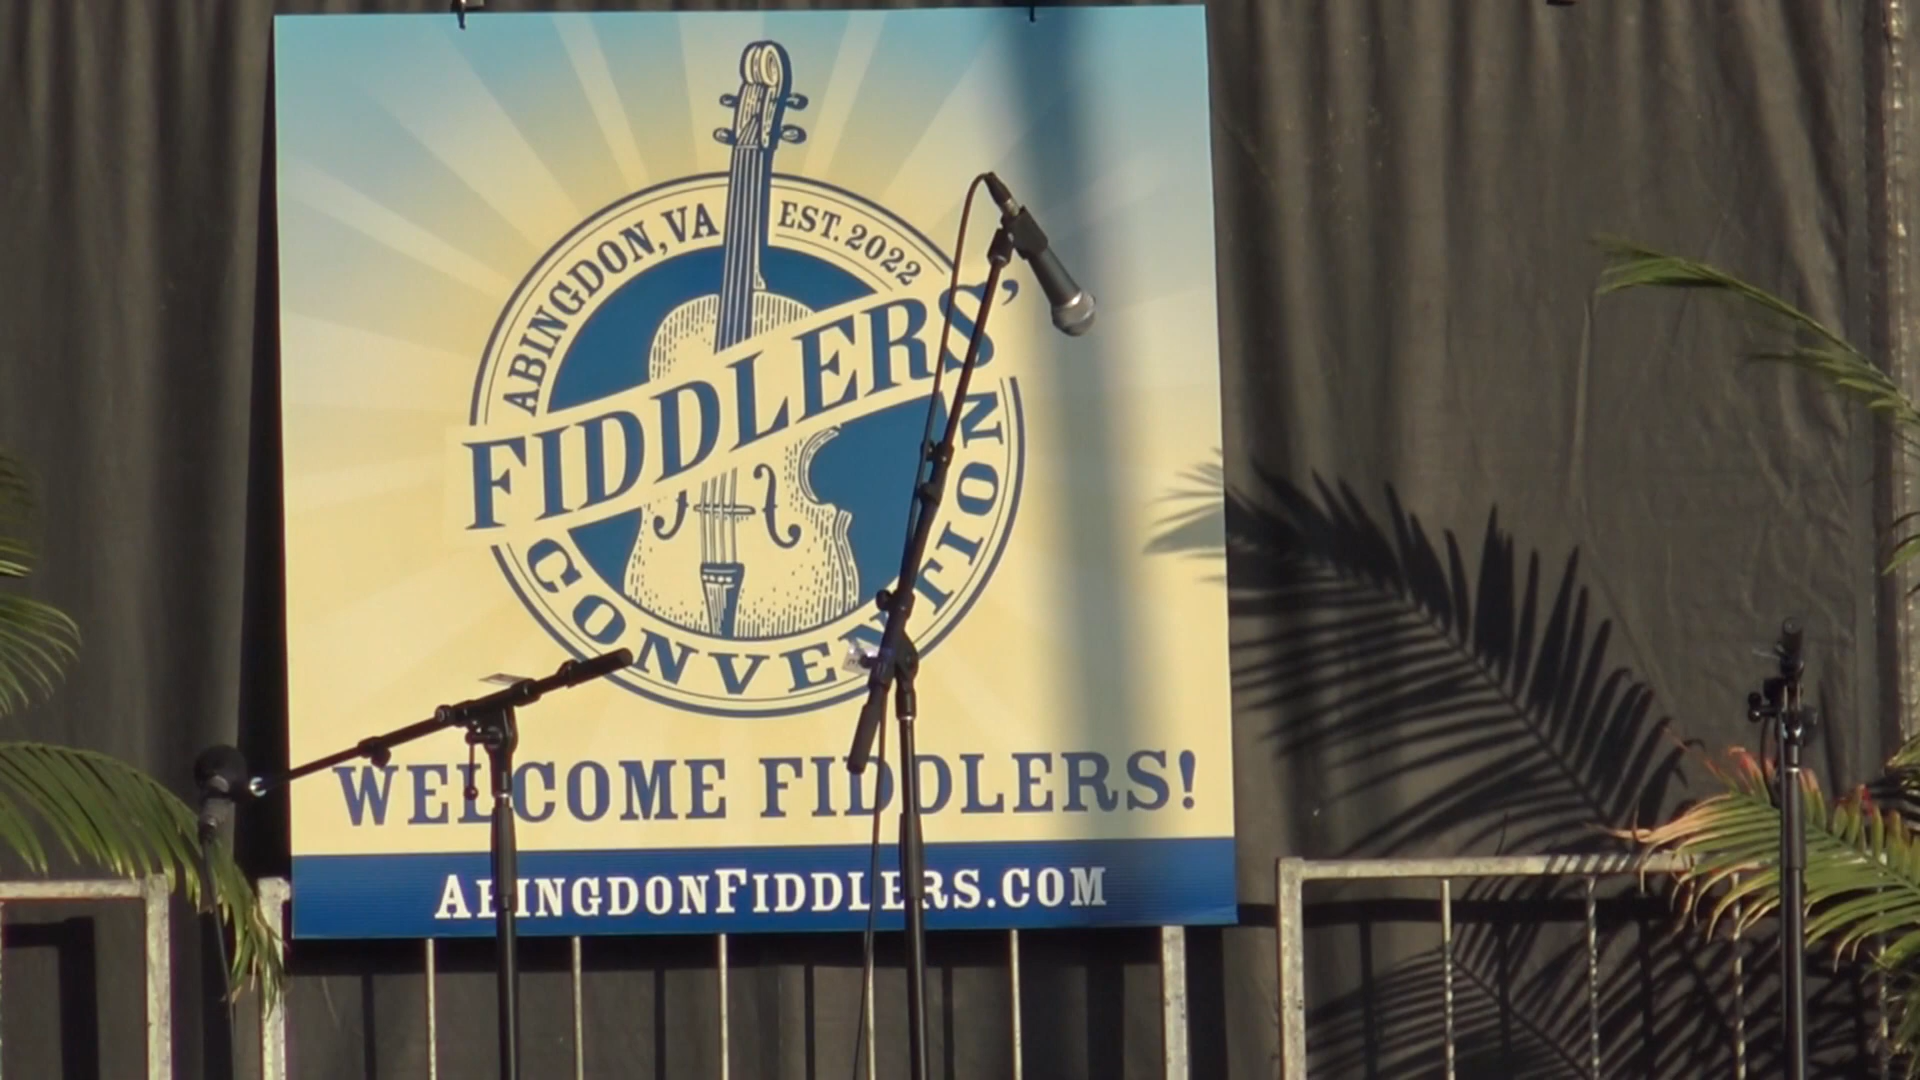 ABINGDON, VA
EST. 2022
FIDDLERS'
CONVENTION
WELCOME FIDDLERS!
ABINGDONFIDDLERS.COM